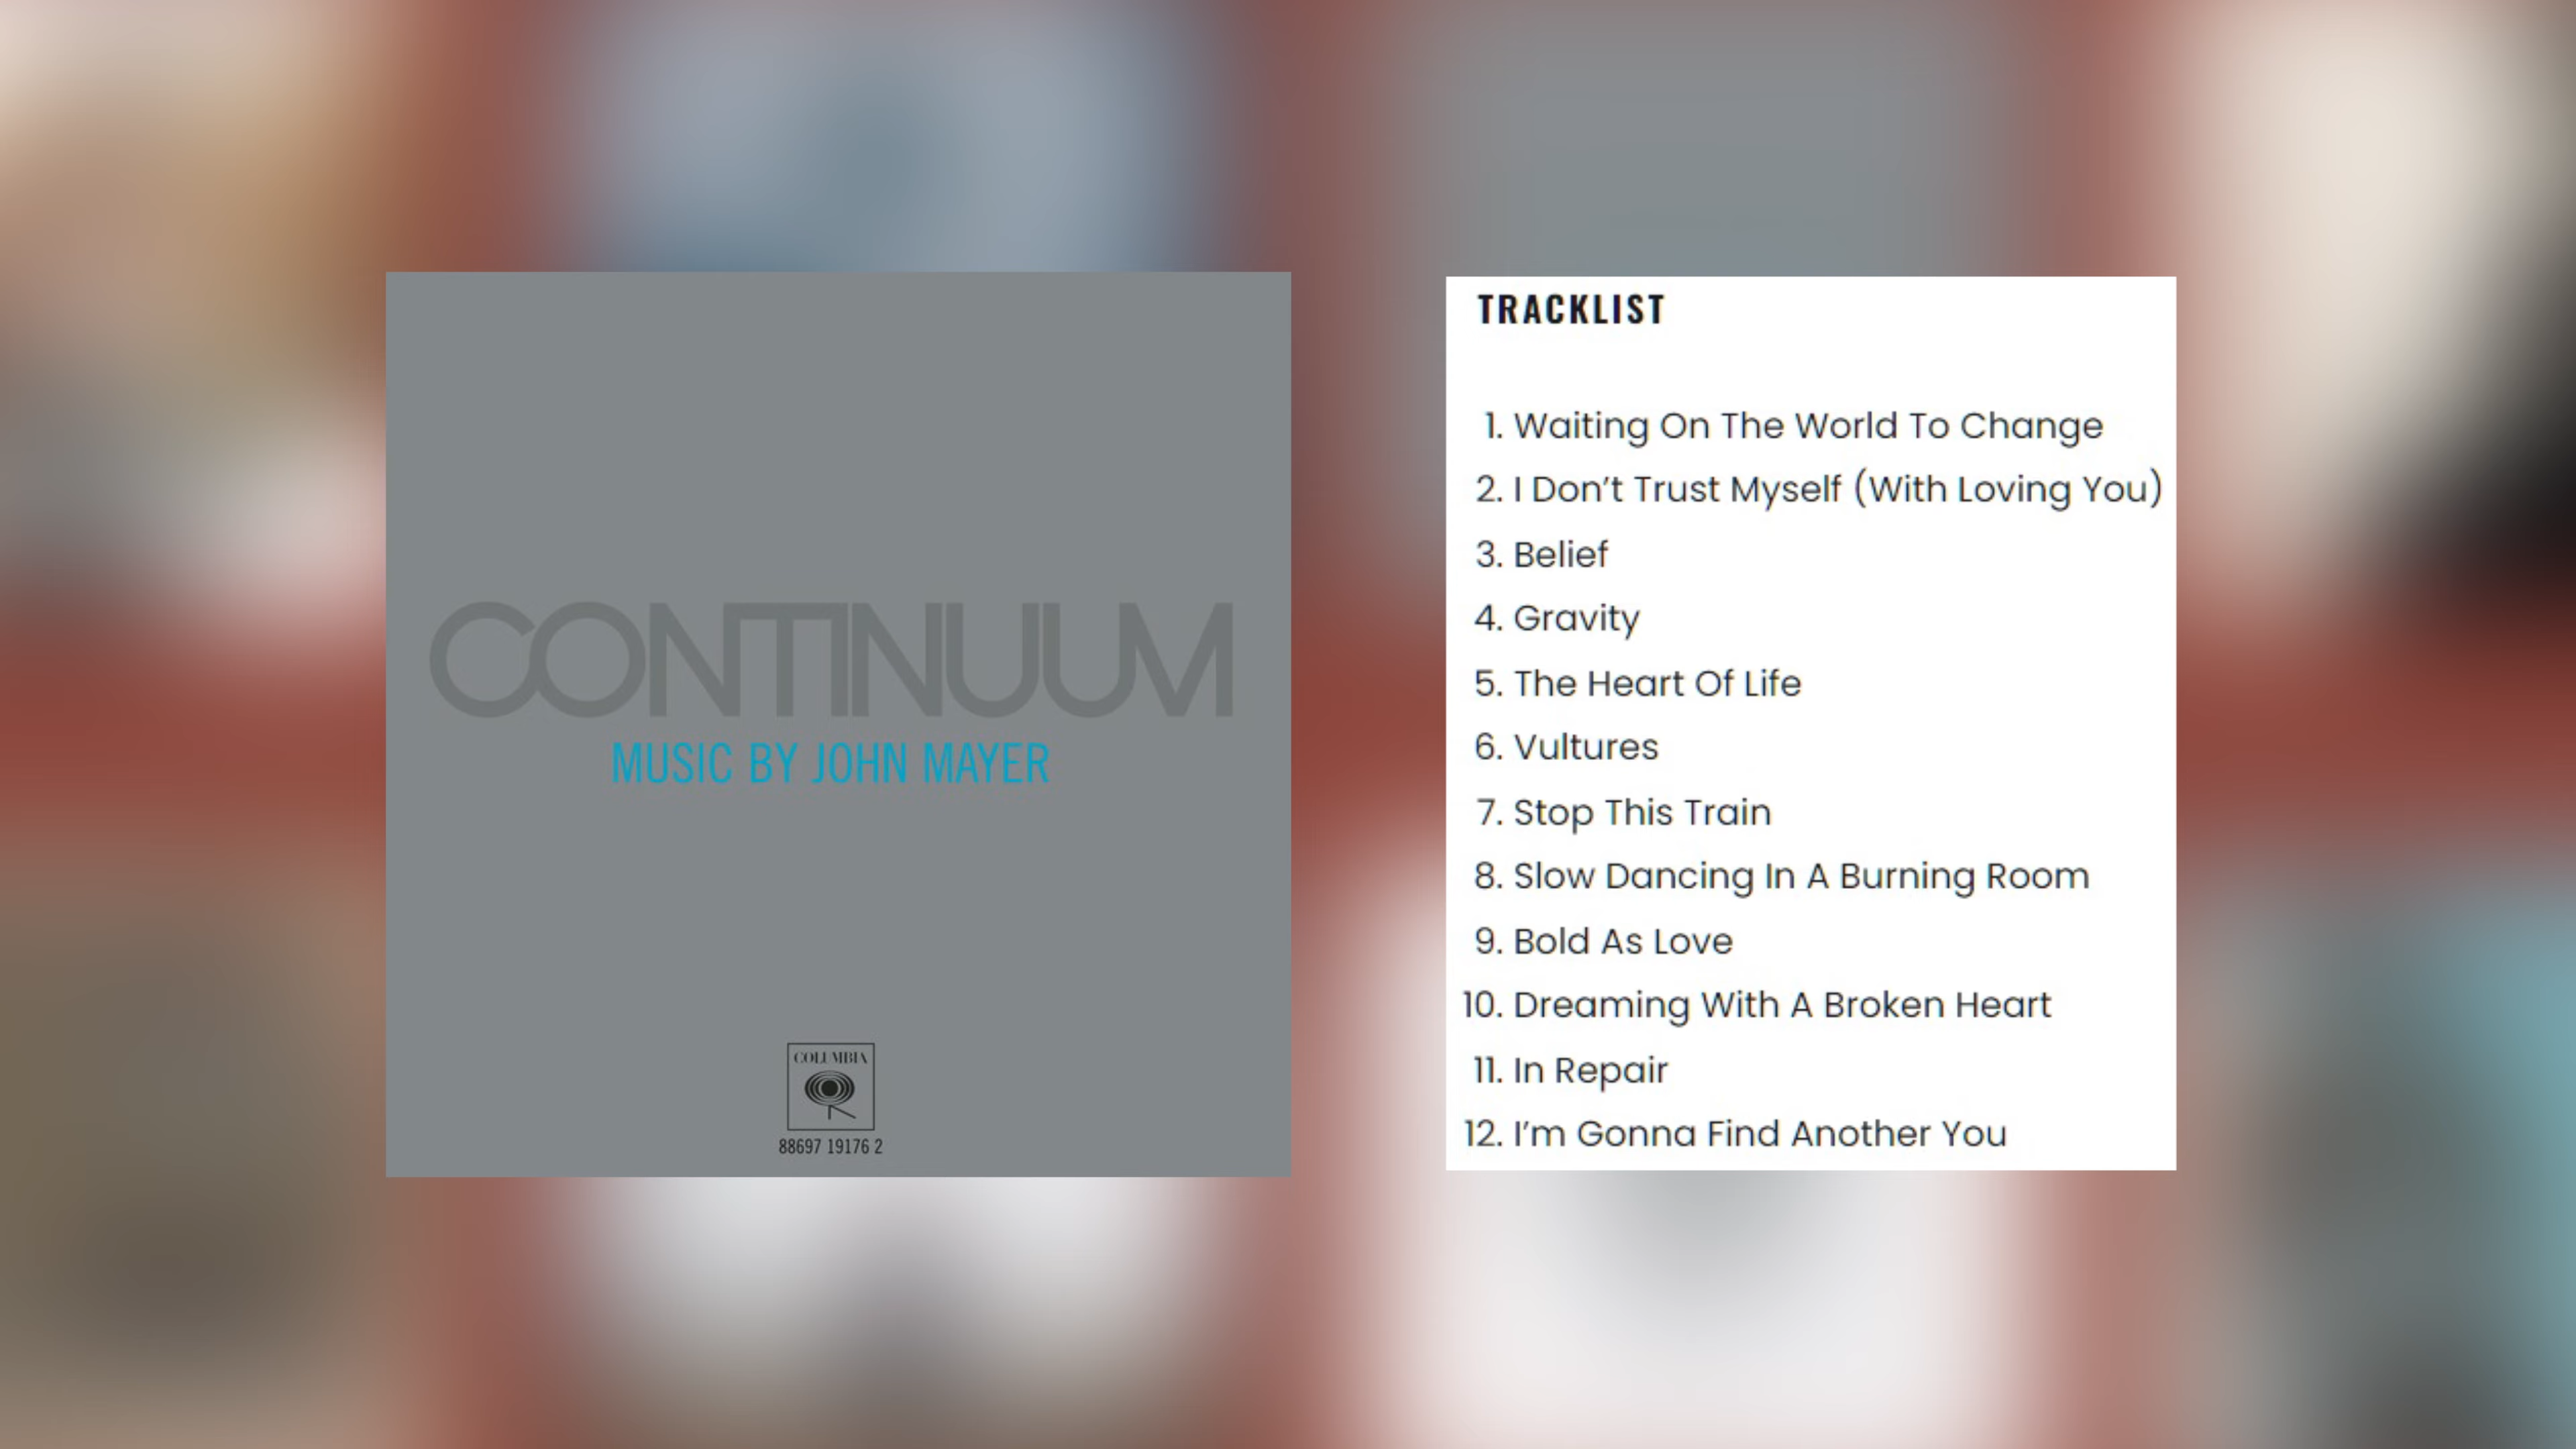 CONTINUUM
MUSIC BY JOHN MAYER
COLUMBIA
88697 19176 2
TRACKLIST
1. Waiting On The World To Change
2. I Don’t Trust Myself (With Loving You)
3. Belief
4. Gravity
5. The Heart Of Life
6. Vultures
7. Stop This Train
8. Slow Dancing In A Burning Room
9. Bold As Love
10. Dreaming With A Broken Heart
11. In Repair
12. I’m Gonna Find Another You